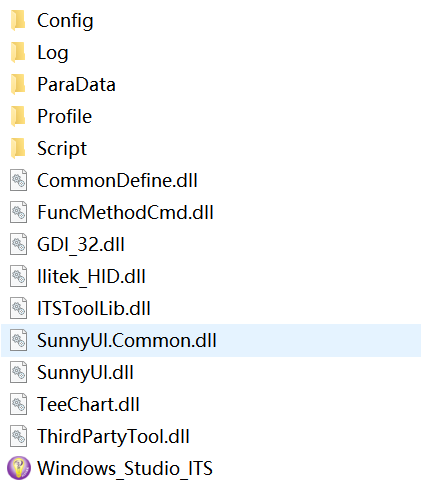 Config
Log
ParaData
Profile
Script
CommonDefine.dll
FuncMethodCmd.dll
GDI_32.dll
Ilitek_HID.dll
ITSToolLib.dll
SunnyUI.Common.dll
SunnyUI.dll
TeeChart.dll
ThirdPartyTool.dll
Windows_Studio_ITS